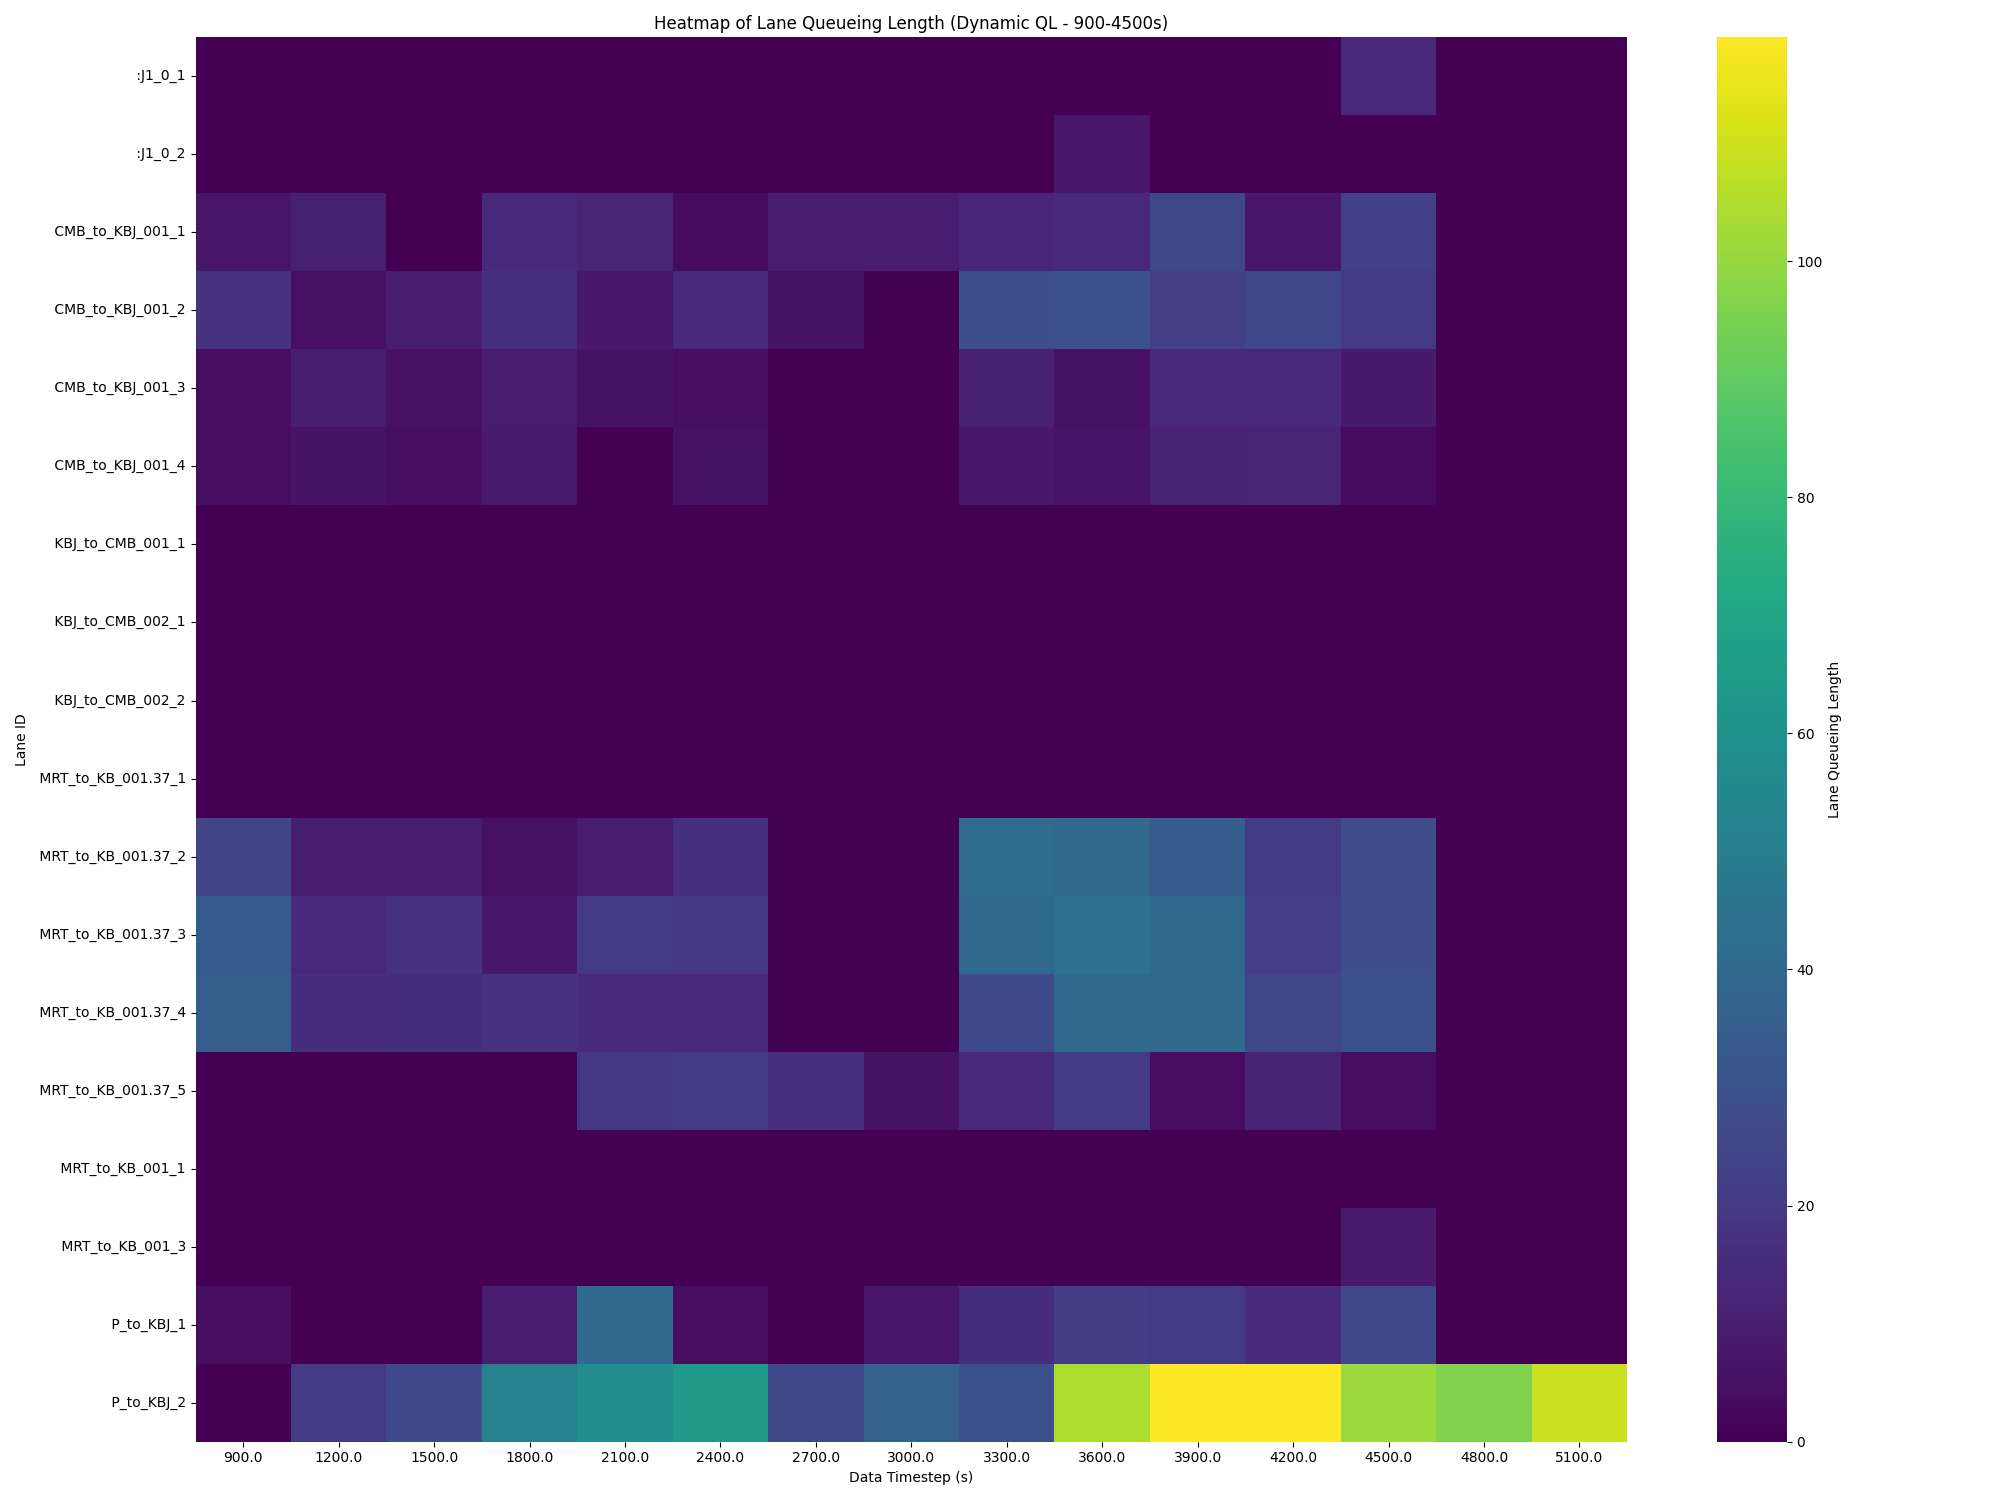 Heatmap of Lane Queueing Length (Dynamic QL - 900-4500s)
:J1_0_1
:J1_0_2
CMB_to_KBJ_001_1
CMB_to_KBJ_001_2
CMB_to_KBJ_001_3
CMB_to_KBJ_001_4
KBJ_to_CMB_001_1
KBJ_to_CMB_002_1
KBJ_to_CMB_002_2
MRT_to_KB_001.37_1
MRT_to_KB_001.37_2
MRT_to_KB_001.37_3
MRT_to_KB_001.37_4
MRT_to_KB_001.37_5
MRT_to_KB_001_1
MRT_to_KB_001_3
P_to_KBJ_1
P_to_KBJ_2
Lane ID
900.0 1200.0 1500.0 1800.0 2100.0 2400.0 2700.0 3000.0 3300.0 3600.0 3900.0 4200.0 4500.0 4800.0 5100.0
Data Timestep (s)
100
80
60
40
20
0
Lane Queueing Length